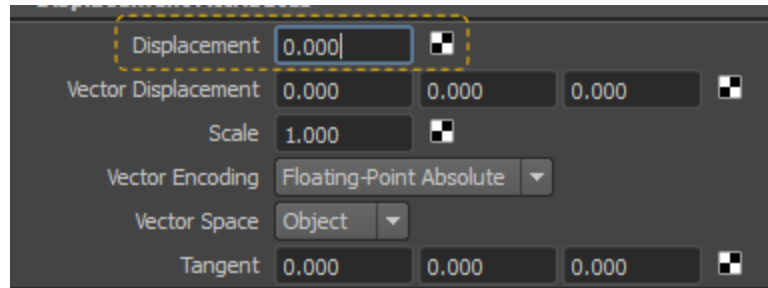 Displacement 0.000
Vector Displacement 0.000 0.000 0.000
Scale 1.000
Vector Encoding Floating-Point Absolute
Vector Space Object
Tangent 0.000 0.000 0.000